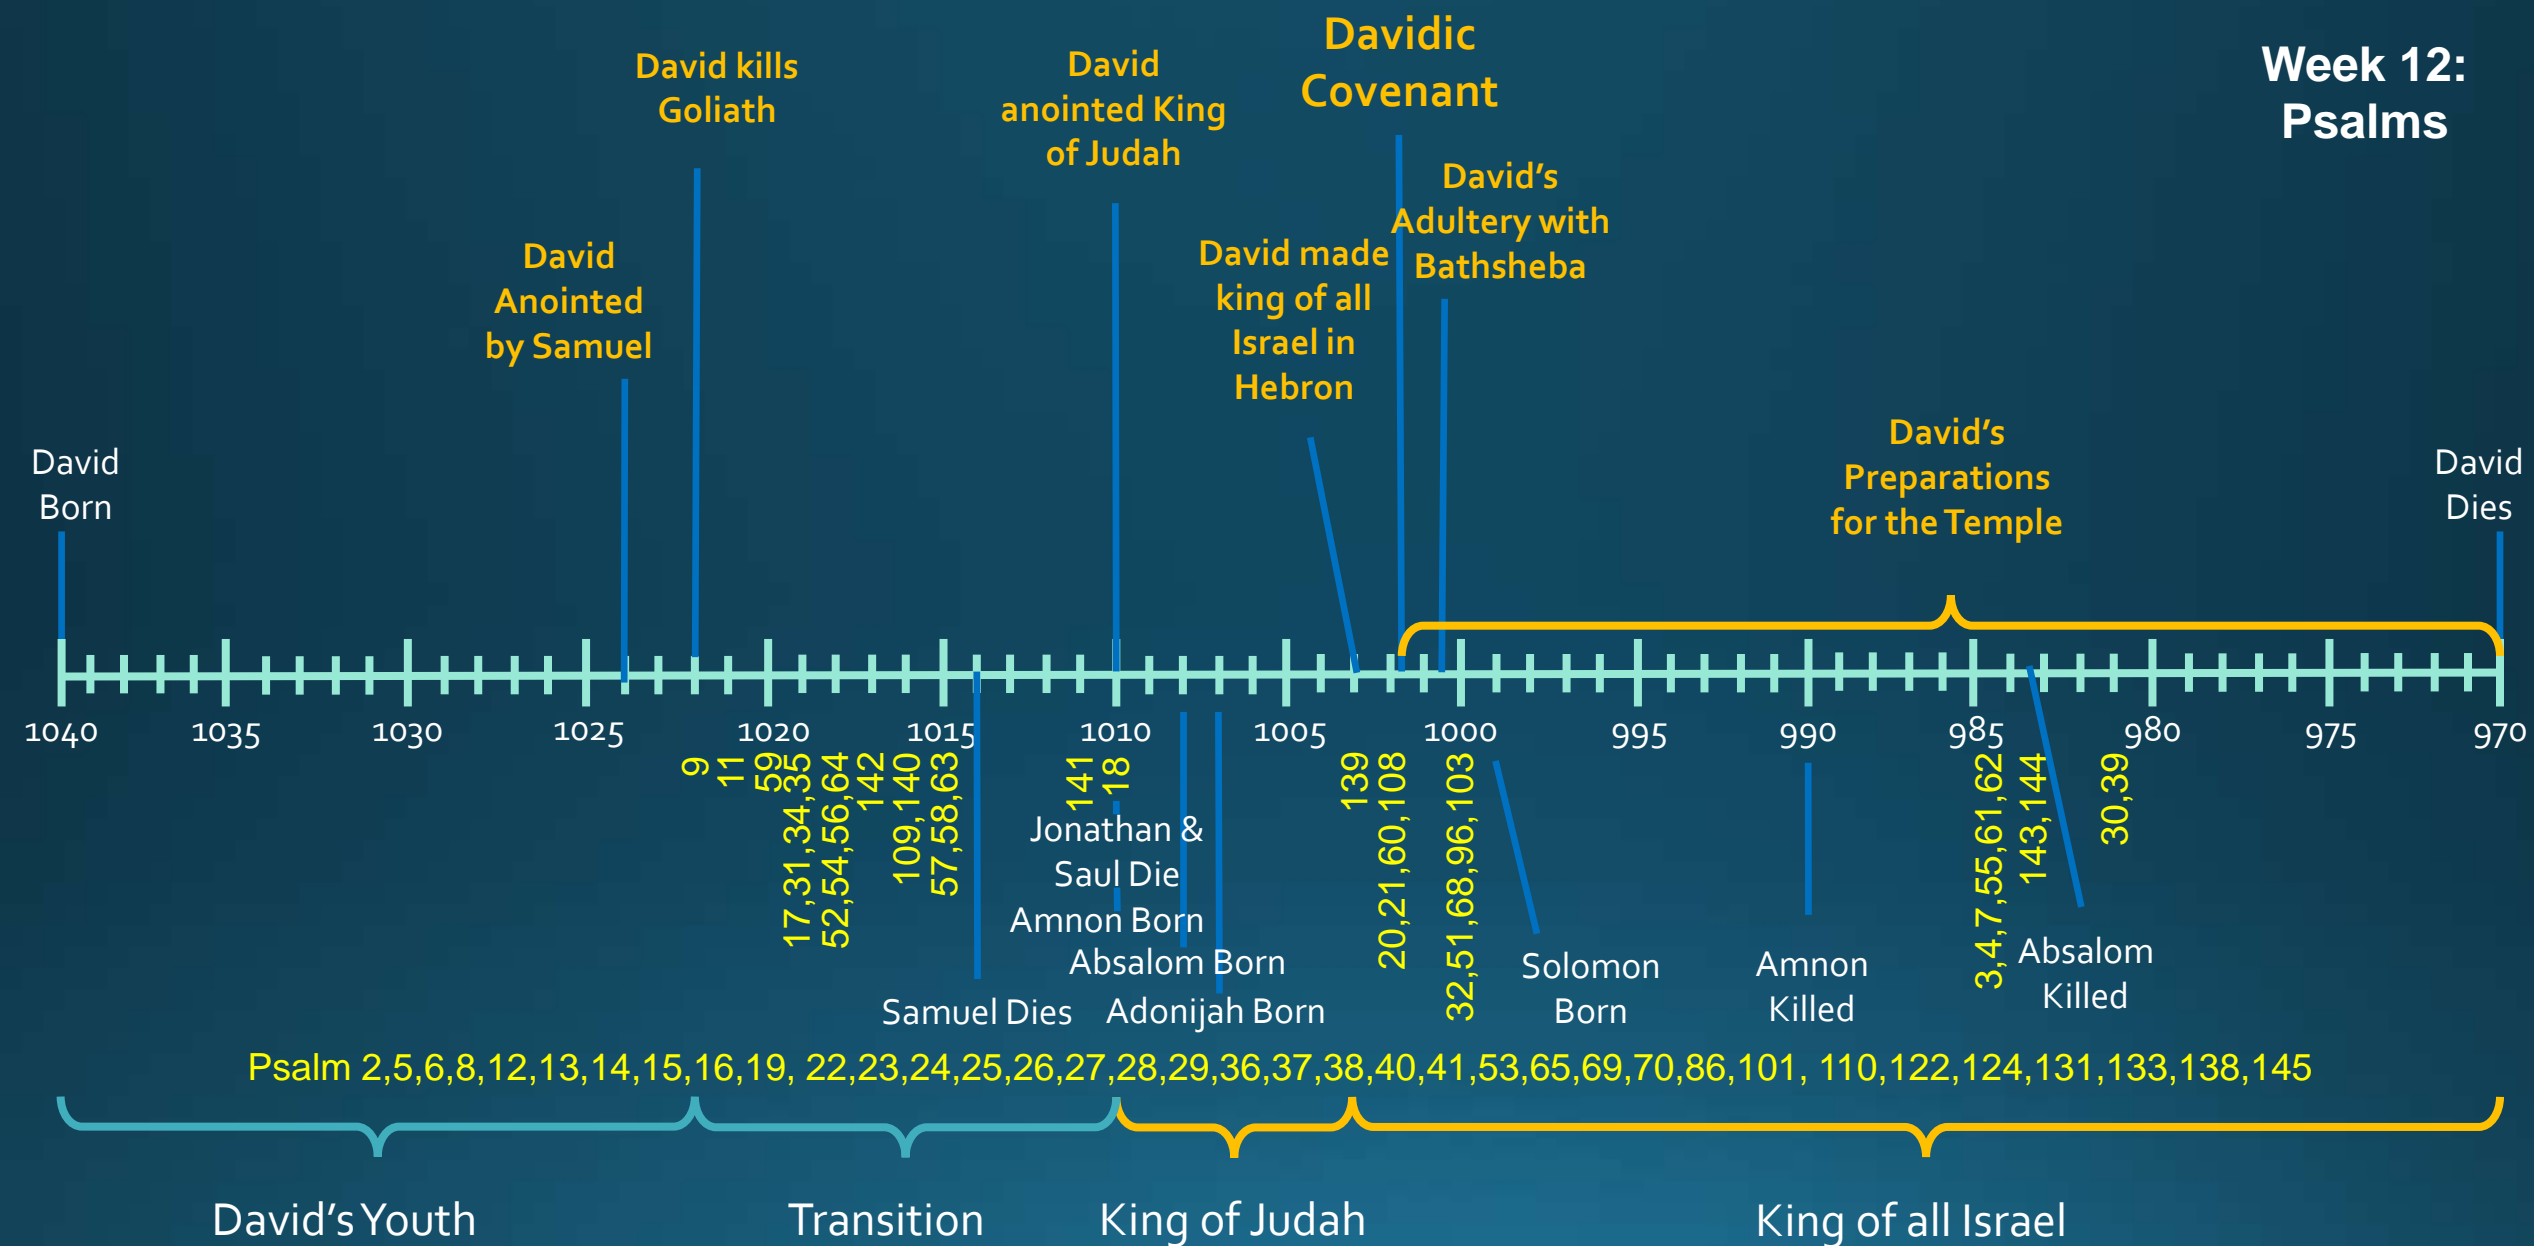 Week 12:
Psalms
Davidic
Covenant
David kills
Goliath
David
anointed King
of Judah
David's
Adultery with
Bathsheba
David
Anointed
by Samuel
David made
king of all
Israel in
Hebron
David's
Preparations
for the Temple
David
Born
David
Dies
1040
1035
1030
1025
1020
1015
1010
1005
1000
995
990
985
980
975
970
9
11
59
17,31,34,35
52,54,56,64
142
109,140
57,58,63
141
18
139
20,21,60,108
32,51,68,96,103
3,4,7,55,61,62
143,144
30,39
Jonathan &
Saul Die
Amnon Born
Absalom Born
Samuel Dies
Adonijah Born
Solomon
Born
Amnon
Killed
Absalom
Killed
Psalm 2,5,6,8,12,13,14,15,16,19, 22,23,24,25,26,27,28,29,36,37,38,40,41,53,65,69,70,86,101, 110,122,124,131,133,138,145
David's Youth
Transition
King of Judah
King of all Israel